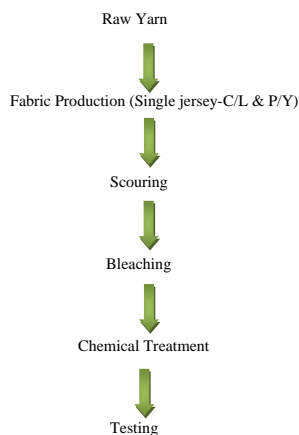 Raw Yarn
Fabric Production (Single jersey-C/L & P/Y)
Scouring
Bleaching
Chemical Treatment
Testing